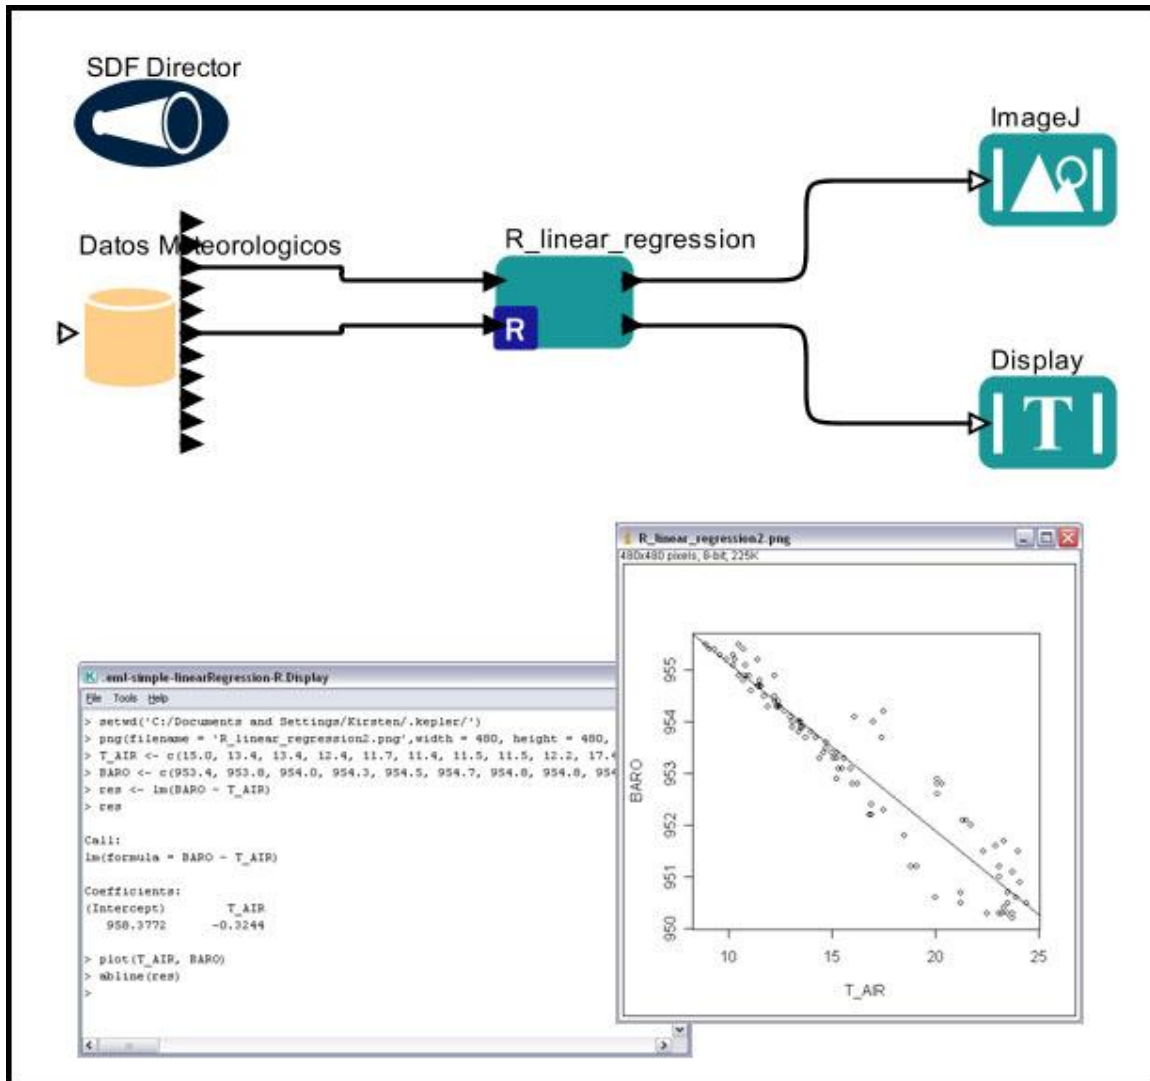 SDF Director
ImageJ
Datos Meteorologicos
R_linear_regression
R
Display
T
R_linear_regression2.png
480x480 pixels, 8-bit, 225K
BARO
955
954
953
952
951
950
10 15 20 25
T_AIR
.eml-simple-linearRegression-R.Display
File Tools Help
> setwd('C:/Documents and Settings/Kirsten/.kepler/')
> png(filename = 'R_linear_regression2.png',width = 480, height = 480,
> T_AIR <- c(15.0, 13.4, 13.4, 12.4, 11.7, 11.4, 11.5, 11.5, 12.2, 17.4
> BARO <- c(953.4, 953.8, 954.0, 954.3, 954.5, 954.7, 954.8, 954.8, 954
> res <- lm(BARO ~ T_AIR)
> res
Call:
lm(formula = BARO ~ T_AIR)
Coefficients:
(Intercept) T_AIR
958.3772 -0.3244
> plot(T_AIR, BARO)
> abline(res)
>